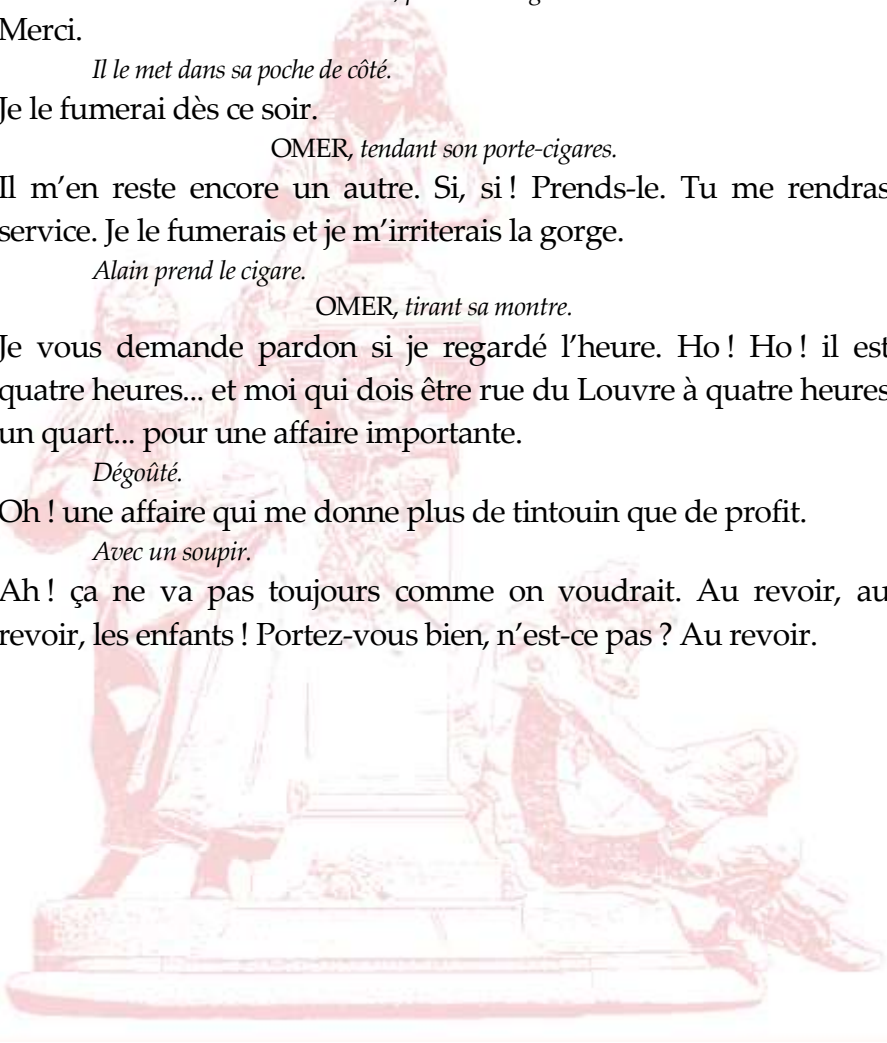 Merci.
Il le met dans sa poche de côté.
Je le fumerai dès ce soir.
OMER, tendant son porte-cigares.
Il m’en reste encore un autre. Si, si ! Prends-le. Tu me rendras
service. Je le fumerais et je m’irriterais la gorge.
Alain prend le cigare.
OMER, tirant sa montre.
Je vous demande pardon si je regardé l’heure. Ho ! Ho ! il est
quatre heures... et moi qui dois être rue du Louvre à quatre heures
un quart... pour une affaire importante.
Dégoûté.
Oh ! une affaire qui me donne plus de tintouin que de profit.
Avec un soupir.
Ah ! ça ne va pas toujours comme on voudrait. Au revoir, au
revoir, les enfants ! Portez-vous bien, n’est-ce pas ? Au revoir.